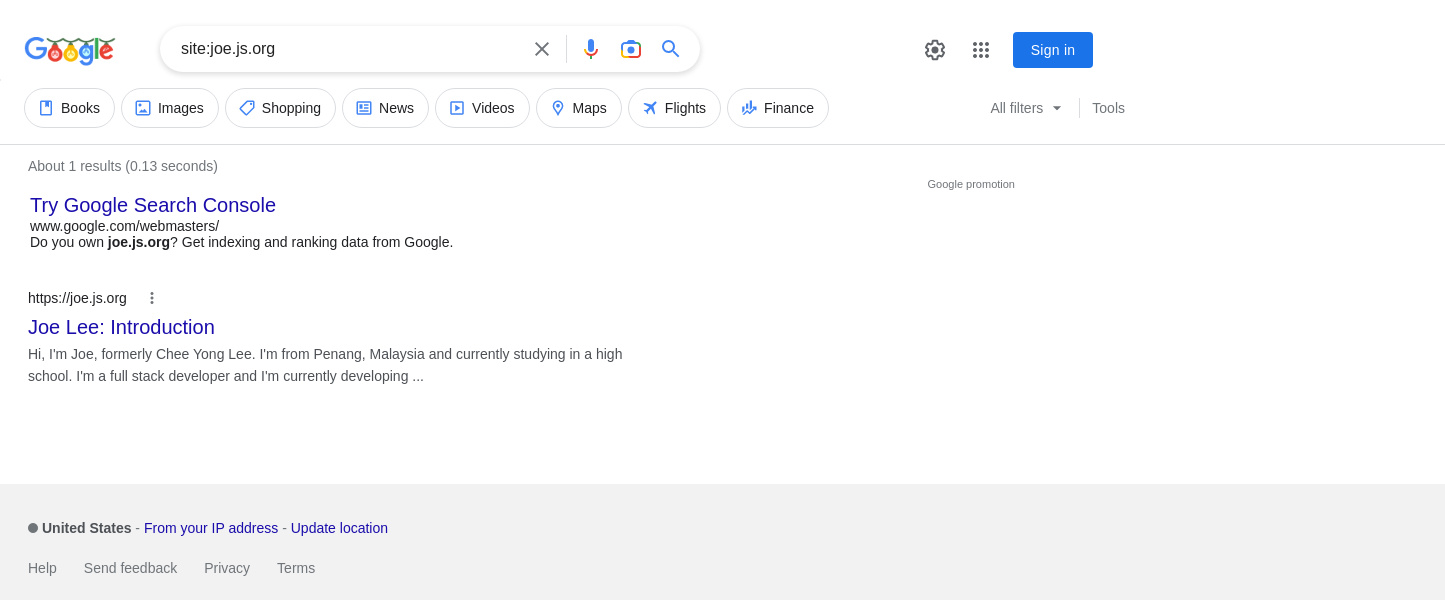 Google
site:joe.js.org
Sign in
Books
Images
Shopping
News
Videos
Maps
Flights
Finance
All filters
Tools
About 1 results (0.13 seconds)
Google promotion
Try Google Search Console
www.google.com/webmasters/
Do you own joe.js.org? Get indexing and ranking data from Google.
https://joe.js.org
Joe Lee: Introduction
Hi, I'm Joe, formerly Chee Yong Lee. I'm from Penang, Malaysia and currently studying in a high
school. I'm a full stack developer and I'm currently developing ...
United States - From your IP address - Update location
Help
Send feedback
Privacy
Terms